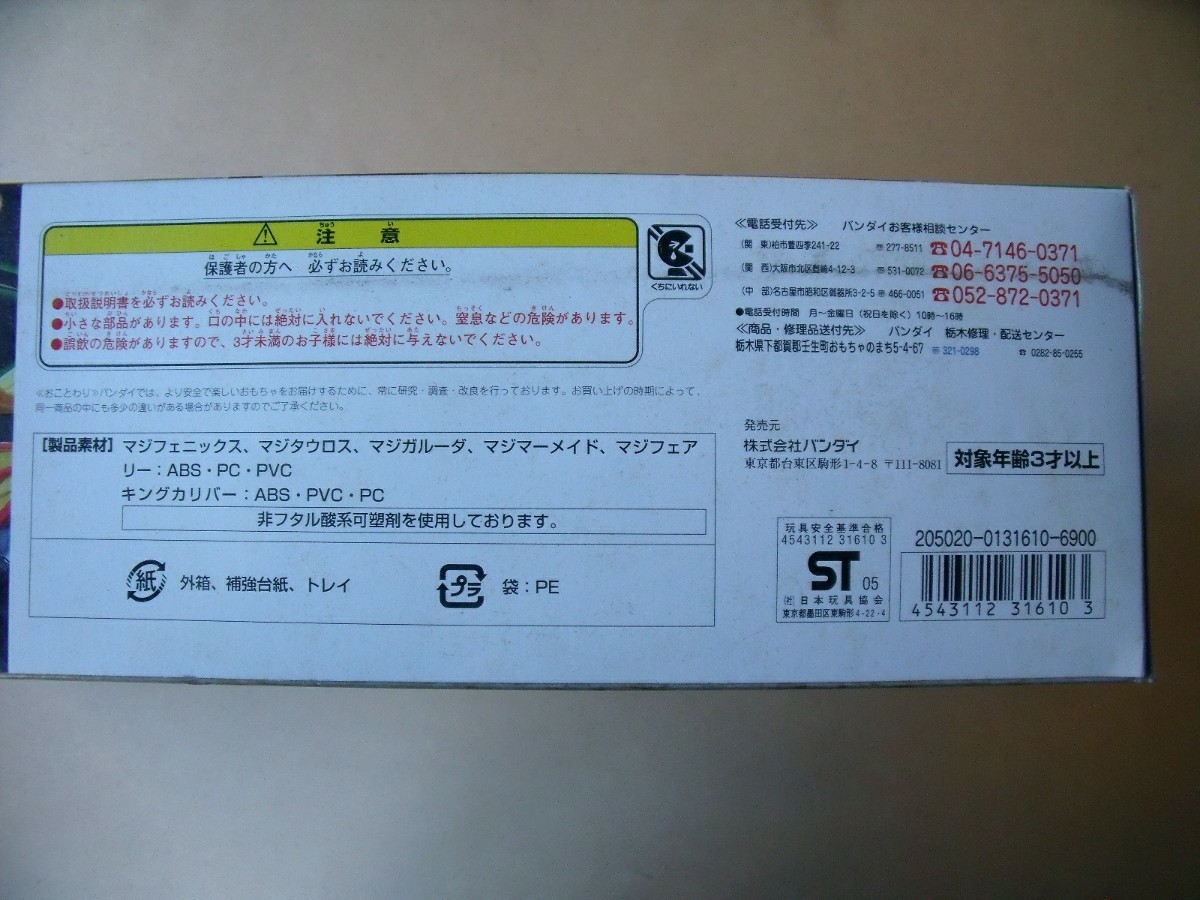 注 意
保護者の方へ 必ずお読みください。
●取扱説明書を必ずお読みください。
●小さな部品があります。口の中には絶対に入れないでください。窒息などの危険があります。
●誤飲の危険がありますので、3才未満のお子様には絶対に与えないでください。
くちにいれない
≪おことわり≫バンダイでは、より安全で楽しいおもちゃをお届けするために、常に研究・調査・改良を行っております。お買い上げの時期によって、
同一商品の中にも多少の違いがある場合がありますのでご了承ください。
【製品素材】マジフェニックス、マジタウロス、マジガルーダ、マジマーメイド、マジフェア
リー：ABS・PC・PVC
キングカリバー：ABS・PVC・PC
非フタル酸系可塑剤を使用しております。
紙 外箱、補強台紙、トレイ
プラ 袋：PE
≪電話受付先≫ バンダイお客様相談センター
(関 東)柏市豊四季241-22 〒277-8511 ☎04-7146-0371
(関 西)大阪市北区豊崎4-12-3 〒531-0072 ☎06-6375-5050
(中 部)名古屋市昭和区御器所3-2-5 〒466-0051 ☎052-872-0371
●電話受付時間 月～金曜日(祝日を除く)10時～16時
≪商品・修理品送付先≫ バンダイ 栃木修理・配送センター
栃木県下都賀郡壬生町おもちゃのまち5-4-67 〒321-0298 ☎ 0282-85-0255
発売元
株式会社バンダイ
東京都台東区駒形1-4-8 〒111-8081
対象年齢3才以上
玩具安全基準合格
4543112 31610 3
ST 05
(社)日本玩具協会
東京都墨田区東駒形4-22-4
205020-0131610-6900
4543112 316103